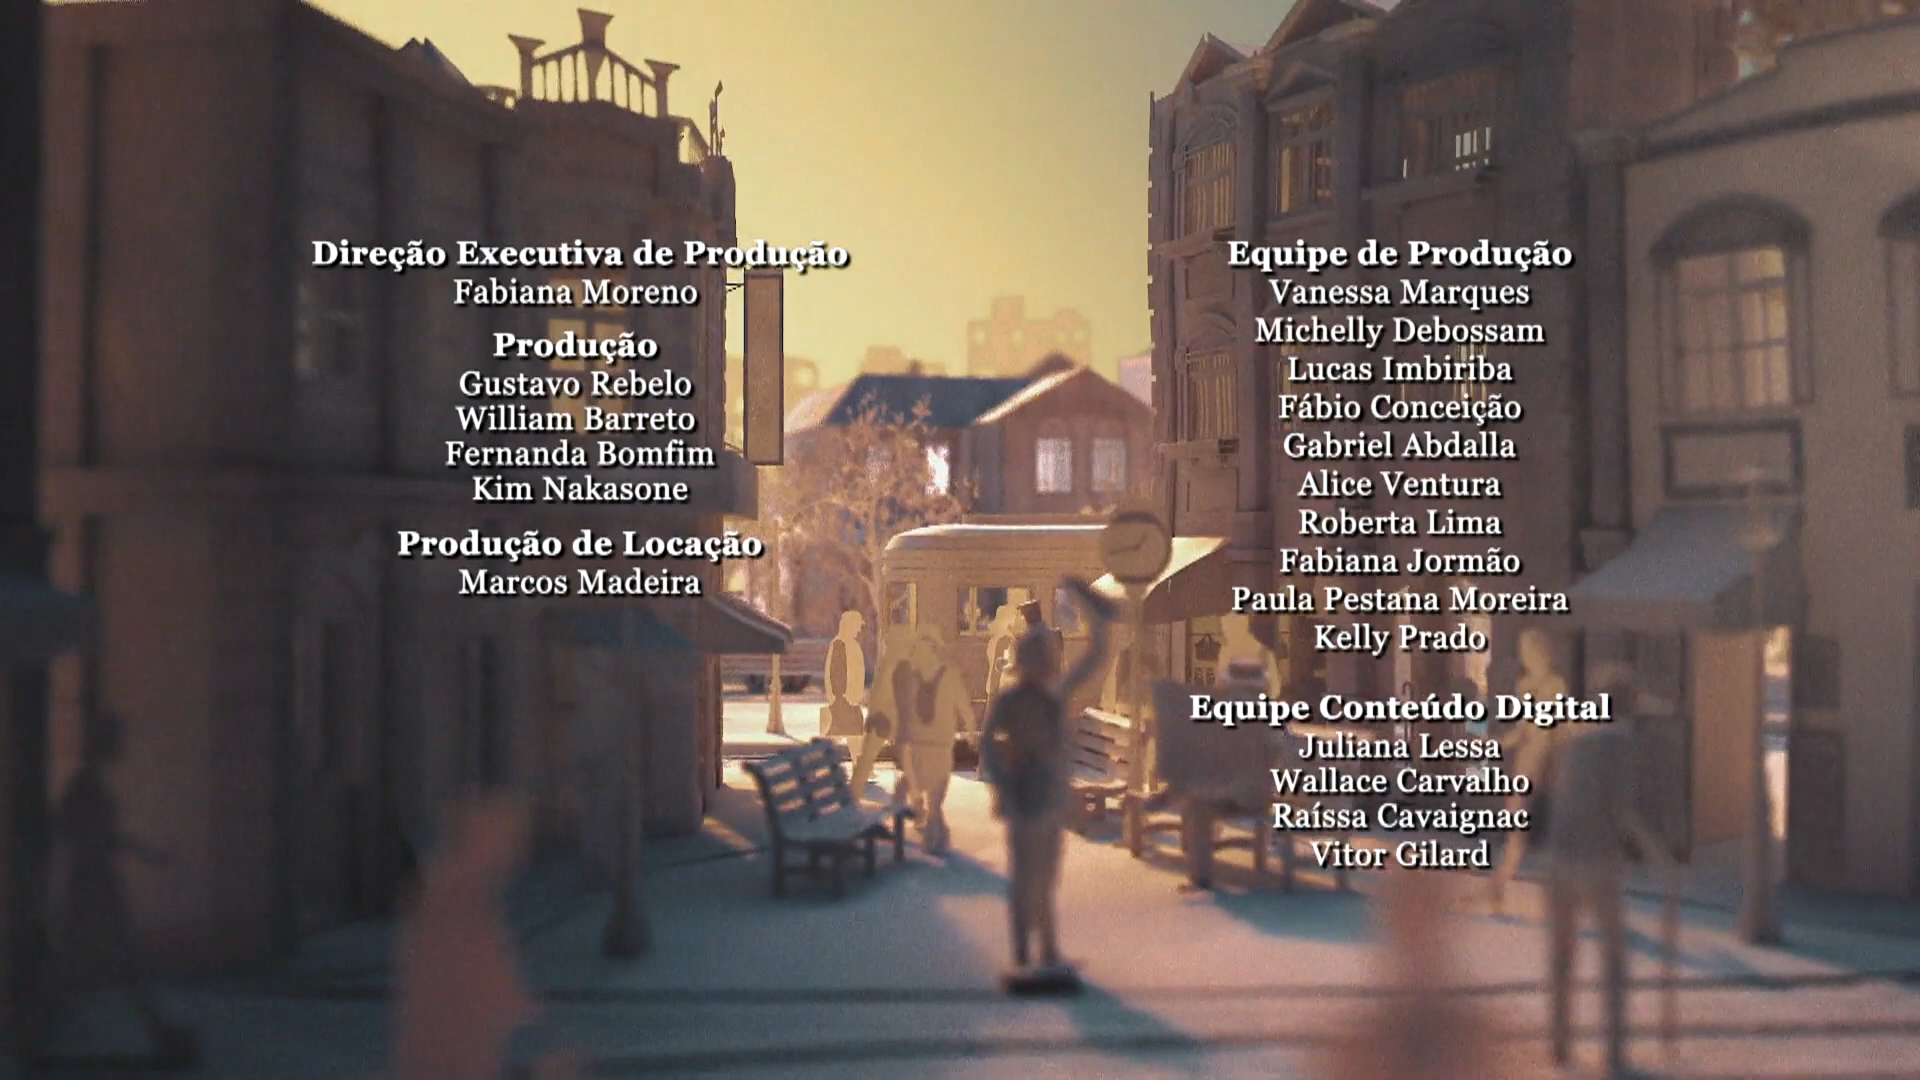 Direção Executiva de Produção
Fabiana Moreno
Produção
Gustavo Rebelo
William Barreto
Fernanda Bomfim
Kim Nakasone
Produção de Locação
Marcos Madeira
Equipe de Produção
Vanessa Marques
Michelly Debossam
Lucas Imbiriba
Fábio Conceição
Gabriel Abdalla
Alice Ventura
Roberta Lima
Fabiana Jormão
Paula Pestana Moreira
Kelly Prado
Equipe Conteúdo Digital
Juliana Lessa
Wallace Carvalho
Raíssa Cavaignac
Vitor Gilard